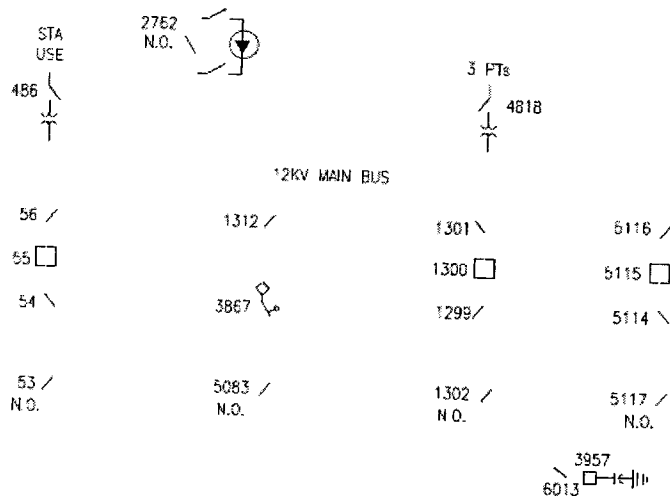 2762
N.O.
STA
USE
486
3 PTs
4818
12KV MAIN BUS
56
1312
1301
5116
55
1300
5115
54
3867
1299
5114
53
N.O.
5083
N.O.
1302
N.O.
5117
N.O.
3957
6013